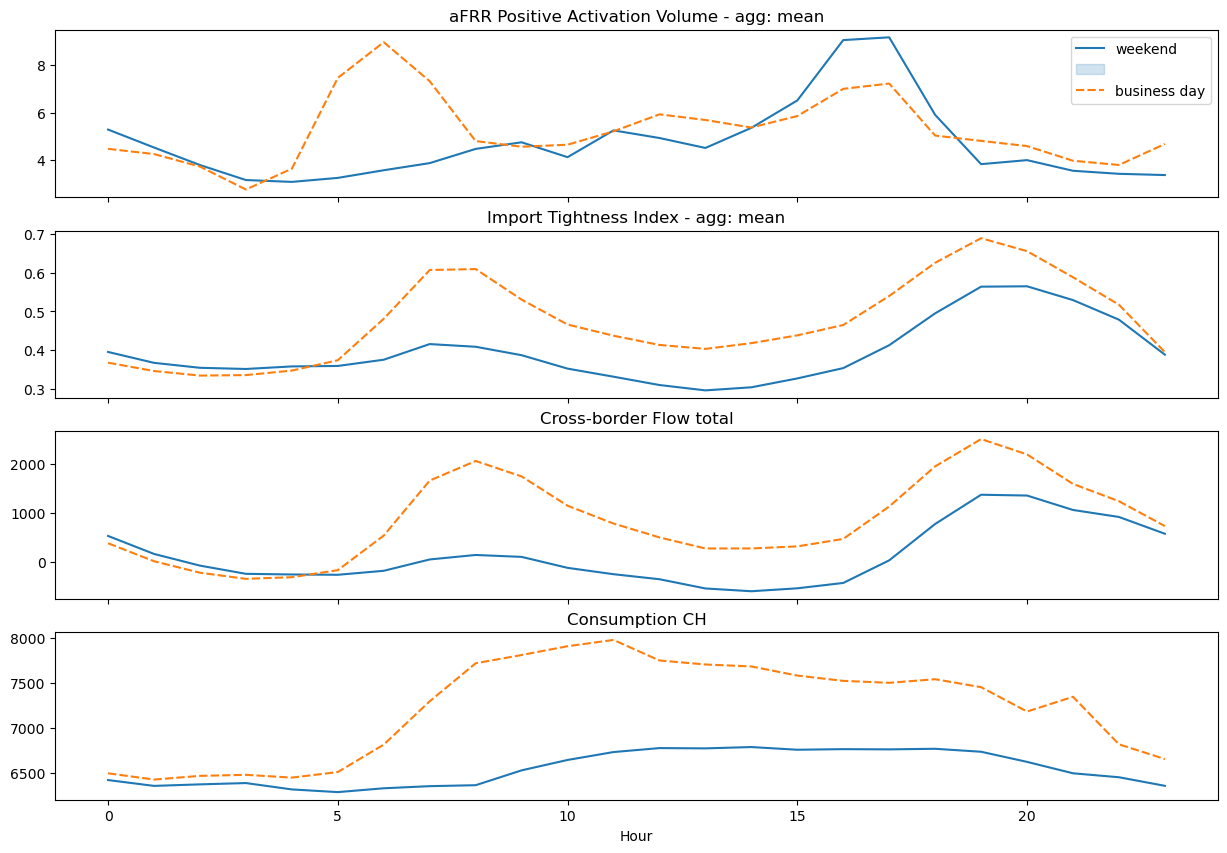 aFRR Positive Activation Volume - agg: mean
8
6
4
weekend
business day
Import Tightness Index - agg: mean
0.7
0.6
0.5
0.4
0.3
Cross-border Flow total
2000
1000
0
Consumption CH
8000
7500
7000
6500
0 5 10 15 20
Hour